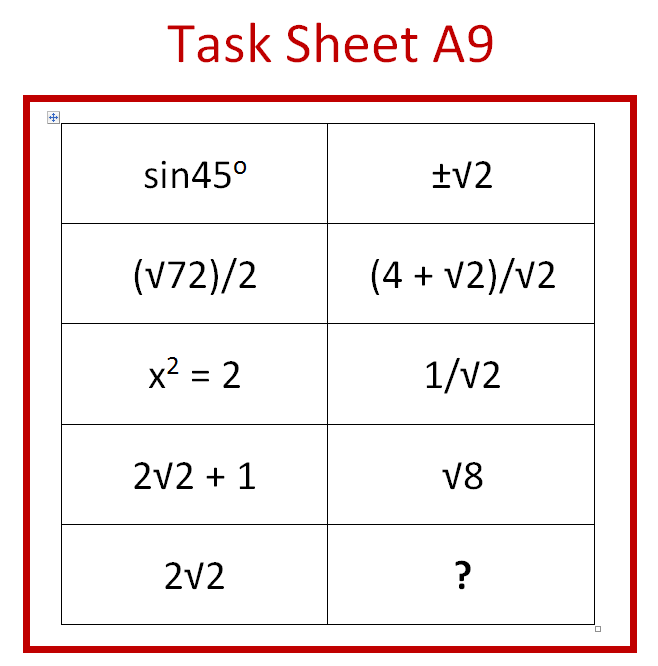 Task Sheet A9
sin45º
±√2
(√72)/2
(4 + √2)/√2
x² = 2
1/√2
2√2 + 1
√8
2√2
?